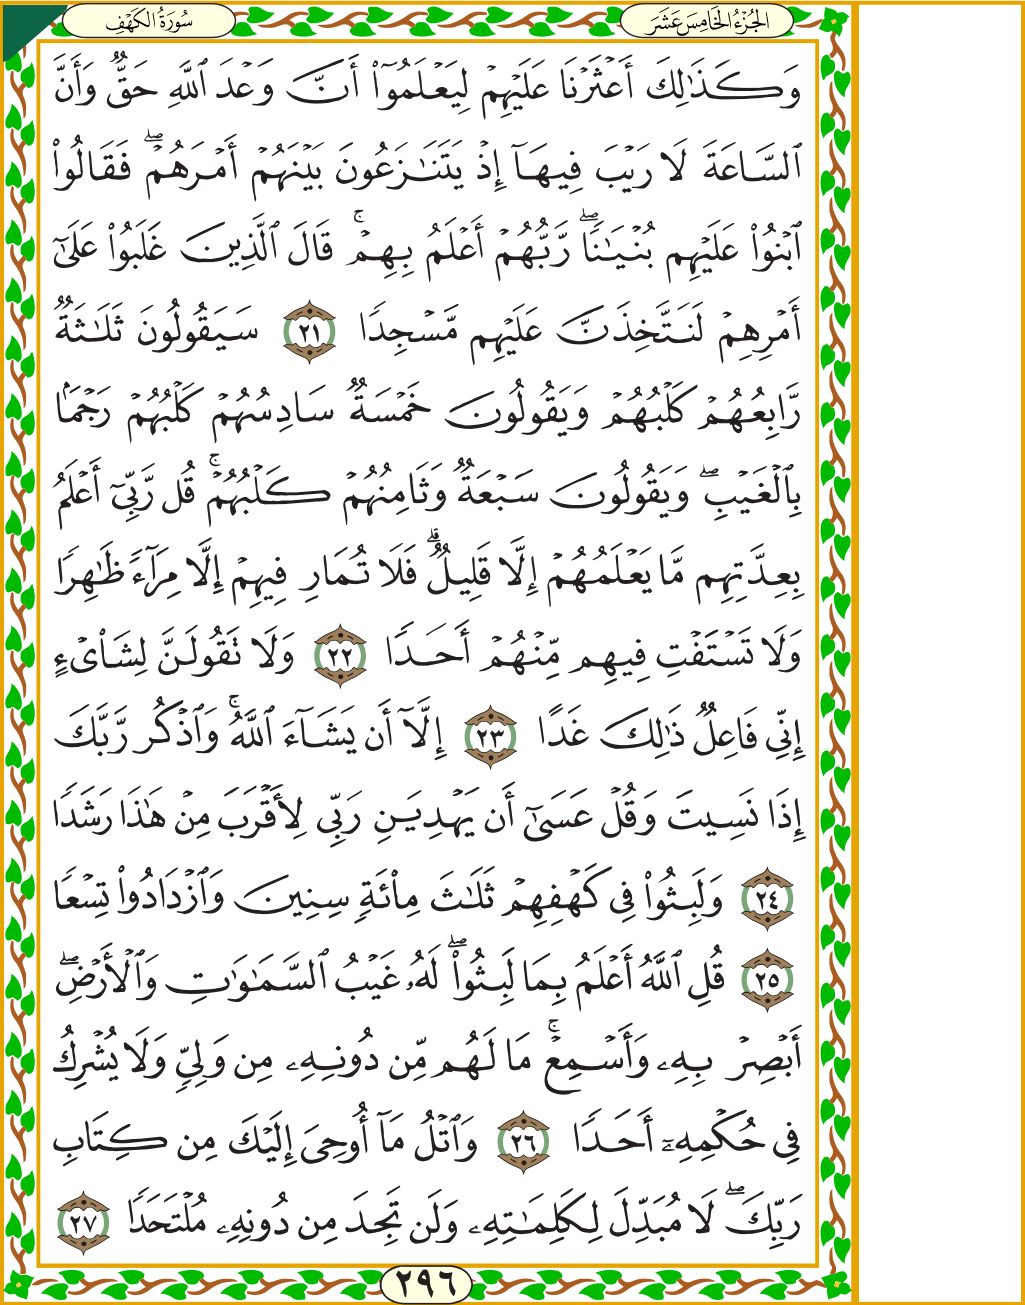 الجُزْءُ الخَامِسَ عَشَرَ
سُورَةُ الكَهْفِ
وَكَذَٰلِكَ أَعْثَرْنَا عَلَيْهِمْ لِيَعْلَمُوٓا۟ أَنَّ وَعْدَ ٱللَّهِ حَقٌّ وَأَنَّ
ٱلسَّاعَةَ لَا رَيْبَ فِيهَآ إِذْ يَتَنَٰزَعُونَ بَيْنَهُمْ أَمْرَهُمْ ۖ فَقَالُوا۟
ٱبْنُوا۟ عَلَيْهِم بُنْيَٰنًا ۖ رَّبُّهُمْ أَعْلَمُ بِهِمْ ۚ قَالَ ٱلَّذِينَ غَلَبُوا۟ عَلَىٰٓ
أَمْرِهِمْ لَنَتَّخِذَنَّ عَلَيْهِم مَّسْجِدًا ٢١ سَيَقُولُونَ ثَلَٰثَةٌ
رَّابِعُهُمْ كَلْبُهُمْ وَيَقُولُونَ خَمْسَةٌ سَادِسُهُمْ كَلْبُهُمْ رَجْمًۢا
بِٱلْغَيْبِ ۖ وَيَقُولُونَ سَبْعَةٌ وَثَامِنُهُمْ كَلْبُهُمْ ۚ قُل رَّبِّىٓ أَعْلَمُ
بِعِدَّتِهِم مَّا يَعْلَمُهُمْ إِلَّا قَلِيلٌ ۗ فَلَا تُمَارِ فِيهِمْ إِلَّا مِرَآءً ظَٰهِرًا
وَلَا تَسْتَفْتِ فِيهِم مِّنْهُمْ أَحَدًا ٢٢ وَلَا تَقُولَنَّ لِشَا۟ىْءٍ
إِنِّى فَاعِلٌ ذَٰلِكَ غَدًا ٢٣ إِلَّآ أَن يَشَآءَ ٱللَّهُ ۚ وَٱذْكُر رَّبَّكَ
إِذَا نَسِيتَ وَقُلْ عَسَىٰٓ أَن يَهْدِيَنِ رَبِّى لِأَقْرَبَ مِنْ هَٰذَا رَشَدًا
٢٤ وَلَبِثُوا۟ فِى كَهْفِهِمْ ثَلَٰثَ مِا۟ئَةٍ سِنِينَ وَٱزْدَادُوا۟ تِسْعًا
٢٥ قُلِ ٱللَّهُ أَعْلَمُ بِمَا لَبِثُوا۟ ۖ لَهُۥ غَيْبُ ٱلسَّمَٰوَٰتِ وَٱلْأَرْضِ ۖ
أَبْصِرْ بِهِۦ وَأَسْمِعْ ۚ مَا لَهُم مِّن دُونِهِۦ مِن وَلِىٍّ وَلَا يُشْرِكُ
فِى حُكْمِهِۦٓ أَحَدًا ٢٦ وَٱتْلُ مَآ أُوحِىَ إِلَيْكَ مِن كِتَابِ
رَبِّكَ ۖ لَا مُبَدِّلَ لِكَلِمَٰتِهِۦ وَلَن تَجِدَ مِن دُونِهِۦ مُلْتَحَدًا ٢٧
٢٩٦